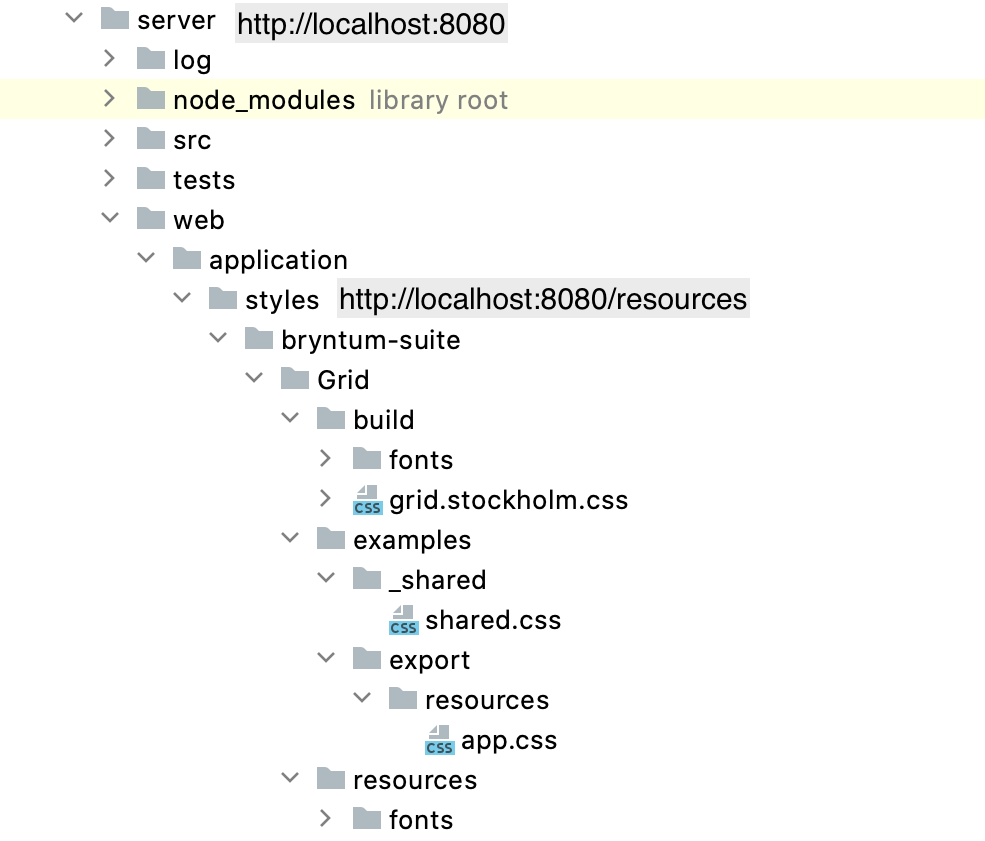 server http://localhost:8080
log
node_modules library root
src
tests
web
application
styles http://localhost:8080/resources
bryntum-suite
Grid
build
fonts
CSS grid.stockholm.css
examples
_shared
CSS shared.css
export
resources
CSS app.css
resources
fonts